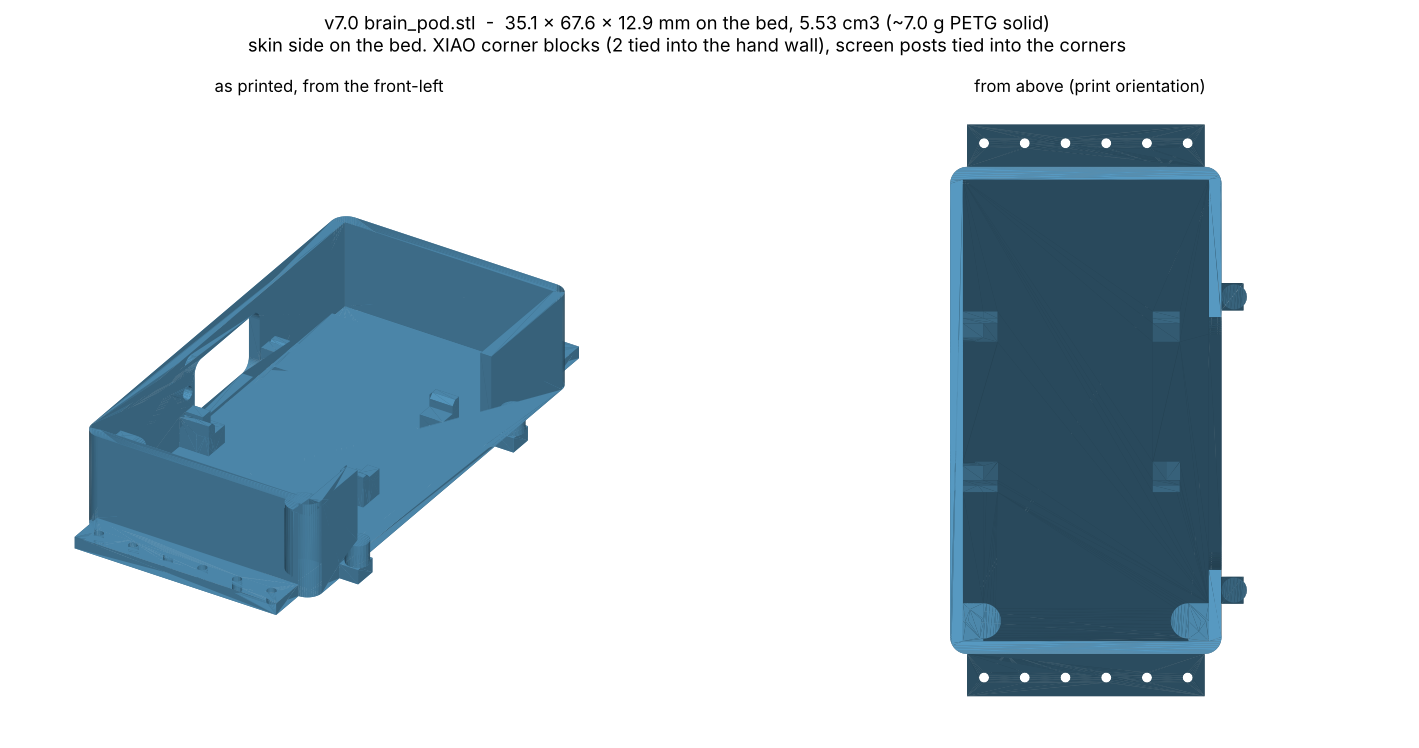 v7.0 brain_pod.stl - 35.1 × 67.6 × 12.9 mm on the bed, 5.53 cm3 (~7.0 g PETG solid)
skin side on the bed. XIAO corner blocks (2 tied into the hand wall), screen posts tied into the corners
as printed, from the front-left
from above (print orientation)